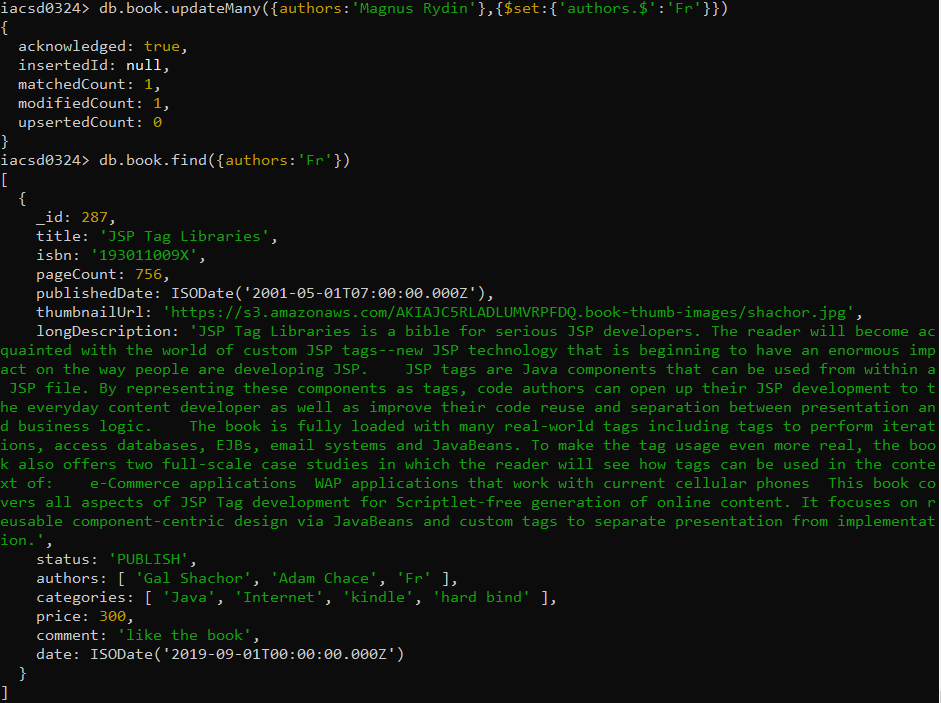 iacsd0324> db.book.updateMany({authors:'Magnus Rydin'},{$set:{'authors.$':'Fr'}})
{
  acknowledged: true,
  insertedId: null,
  matchedCount: 1,
  modifiedCount: 1,
  upsertedCount: 0
}
iacsd0324> db.book.find({authors:'Fr'})
[
  {
    _id: 287,
    title: 'JSP Tag Libraries',
    isbn: '193011009X',
    pageCount: 756,
    publishedDate: ISODate('2001-05-01T07:00:00.000Z'),
    thumbnailUrl: 'https://s3.amazonaws.com/AKIAJC5RLADLUMVRPFDQ.book-thumb-images/shachor.jpg',
    longDescription: 'JSP Tag Libraries is a bible for serious JSP developers. The reader will become ac
quainted with the world of custom JSP tags--new JSP technology that is beginning to have an enormous imp
act on the way people are developing JSP.    JSP tags are Java components that can be used from within a
 JSP file. By representing these components as tags, code authors can open up their JSP development to t
he everyday content developer as well as improve their code reuse and separation between presentation an
d business logic.    The book is fully loaded with many real-world tags including tags to perform iterat
ions, access databases, EJBs, email systems and JavaBeans. To make the tag usage even more real, the boo
k also offers two full-scale case studies in which the reader will see how tags can be used in the conte
xt of:    e-Commerce applications  WAP applications that work with current cellular phones  This book co
vers all aspects of JSP Tag development for Scriptlet-free generation of online content. It focuses on r
eusable component-centric design via JavaBeans and custom tags to separate presentation from implementat
ion.',
    status: 'PUBLISH',
    authors: [ 'Gal Shachor', 'Adam Chace', 'Fr' ],
    categories: [ 'Java', 'Internet', 'kindle', 'hard bind' ],
    price: 300,
    comment: 'like the book',
    date: ISODate('2019-09-01T00:00:00.000Z')
  }
]